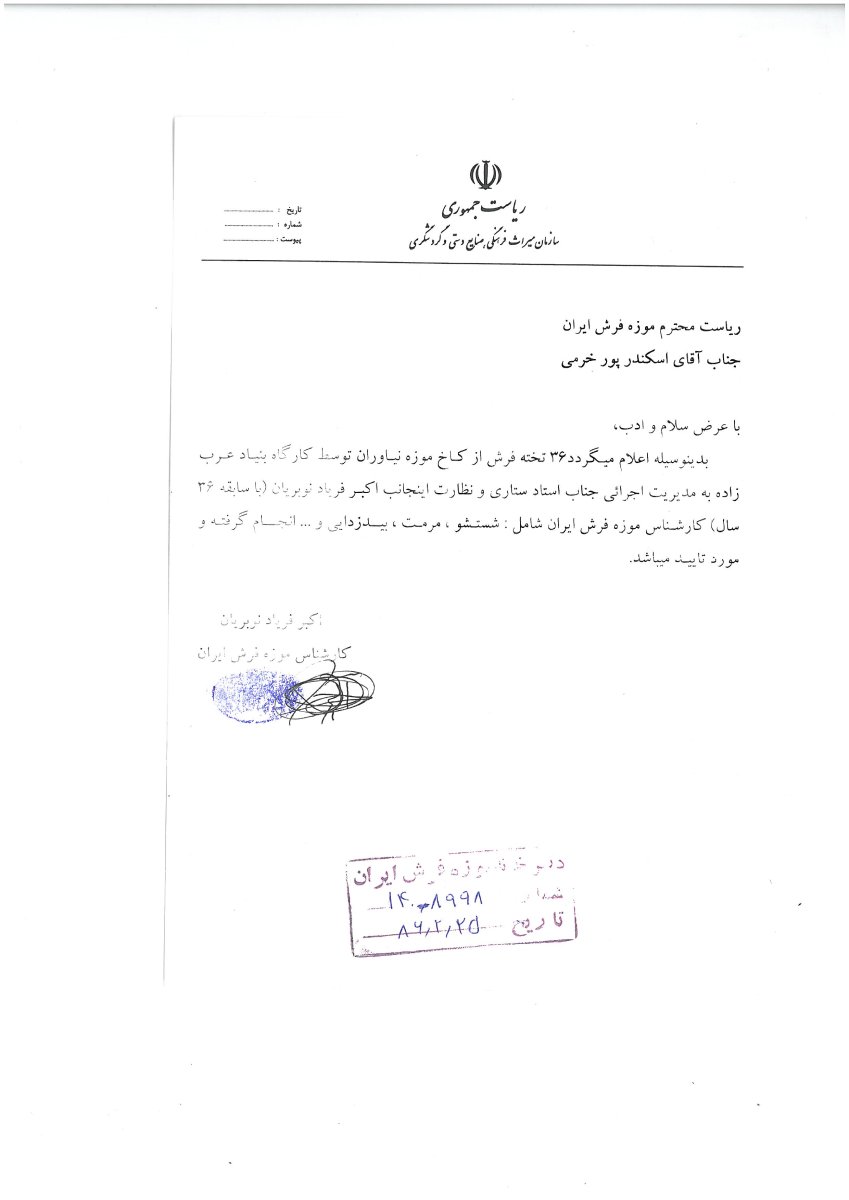 ریاست جمهوری
سازمان میراث فرهنگی، صنایع دستی و گردشگری
تاریخ :
شماره :
پیوست :
ریاست محترم موزه فرش ایران
جناب آقای اسکندر پور خرمی
با عرض سلام و ادب،
بدینوسیله اعلام میگردد۳۶ تخته فرش از کاخ موزه نیاوران توسط کارگاه بنیاد عرب
زاده به مدیریت اجرائی جناب استاد ستاری و نظارت اینجانب اکبر فریاد نوبریان (با سابقه ۳۶
سال) کارشناس موزه فرش ایران شامل : شستشو ، مرمت ، بیدزدایی و ... انجام گرفته و
مورد تایید میباشد.
اکبر فریاد نوبریان
کارشناس موزه فرش ایران
دبیرخانه موزه فرش ایران
شماره
تاریخ ۸۶/۲/۲۵